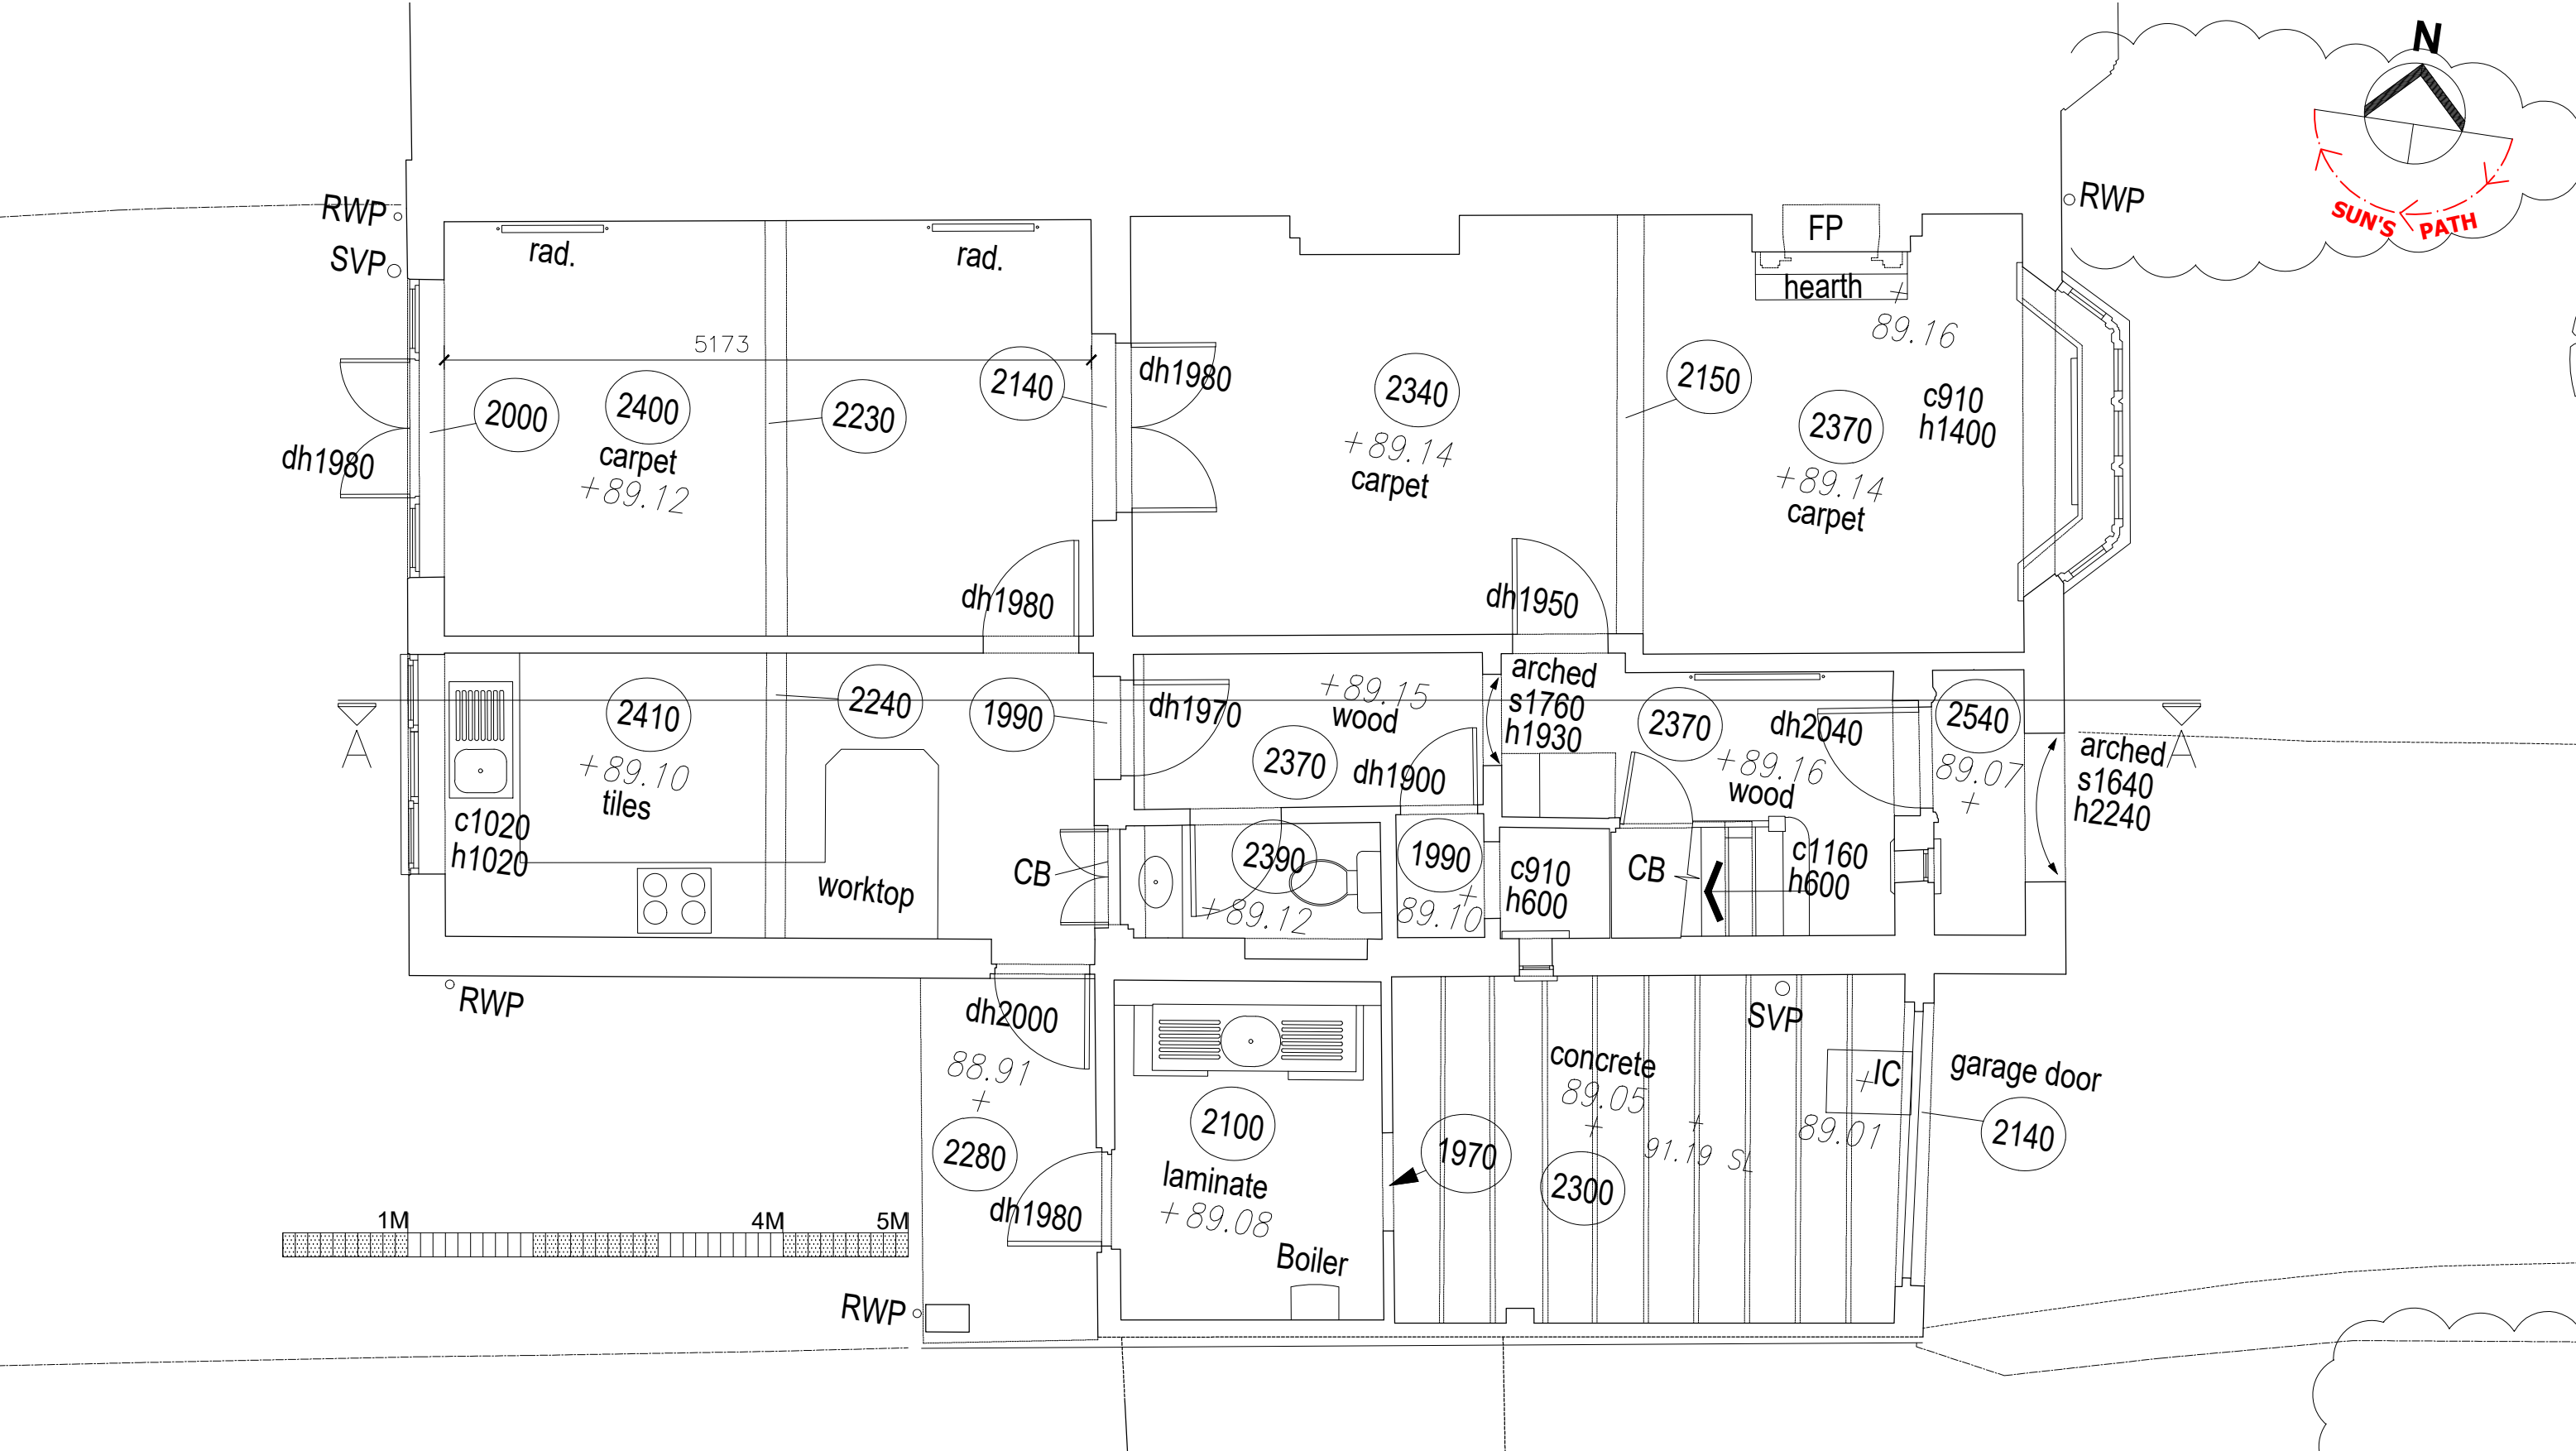 N
SUN'S PATH
RWP
SVP
rad.
rad.
FP
hearth
89.16
RWP
5173
dh1980
2000
2400
carpet
+89.12
2230
2140
dh1980
2340
+89.14
carpet
2150
2370
+89.14
carpet
c910
h1400
dh1980
dh1950
2410
+89.10
tiles
2240
1990
dh1970
+89.15
wood
2370
dh1900
arched
s1760
h1930
2370
dh2040
+89.16
wood
2540
89.07
arched
s1640
h2240
A
A
c1020
h1020
worktop
CB
2390
+89.12
1990
89.10
c910
h600
CB
c1160
h600
RWP
dh2000
88.91
2280
dh1980
2100
laminate
+89.08
Boiler
1970
concrete
89.05
2300
91.19 SL
SVP
IC
89.01
garage door
2140
1M
4M
5M
RWP